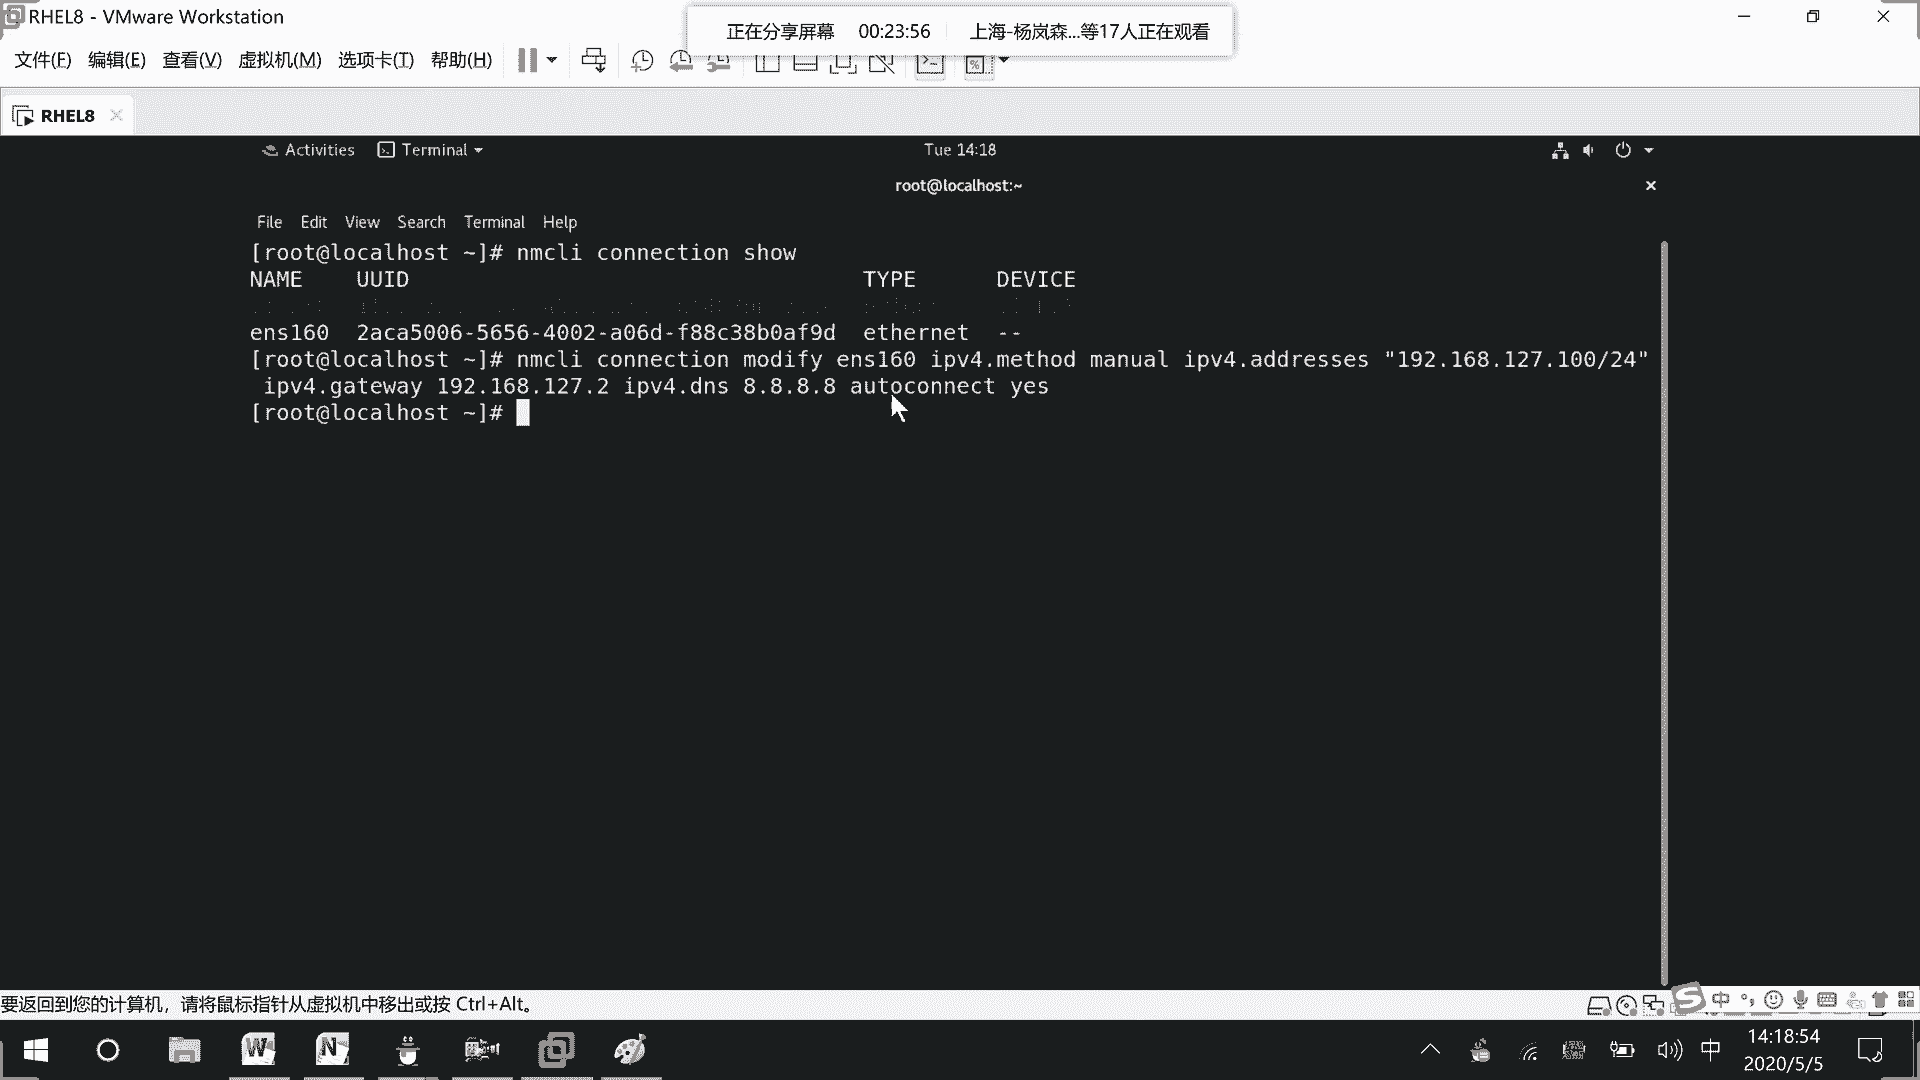 RHEL8 - VMware Workstation
正在分享屏幕 00:23:56 上海-杨岚森...等17人正在观看
文件(F) 编辑(E) 查看(V) 虚拟机(M) 选项卡(T) 帮助(H)
RHEL8
Activities Terminal Tue 14:18
root@localhost:~
File Edit View Search Terminal Help
[root@localhost ~]# nmcli connection show
NAME UUID TYPE DEVICE
ens160 2aca5006-5656-4002-a06d-f88c38b0af9d ethernet --
[root@localhost ~]# nmcli connection modify ens160 ipv4.method manual ipv4.addresses "192.168.127.100/24"
ipv4.gateway 192.168.127.2 ipv4.dns 8.8.8.8 autoconnect yes
[root@localhost ~]#
要返回到您的计算机，请将鼠标指针从虚拟机中移出或按 Ctrl+Alt。
中
中 14:18:54
2020/5/5